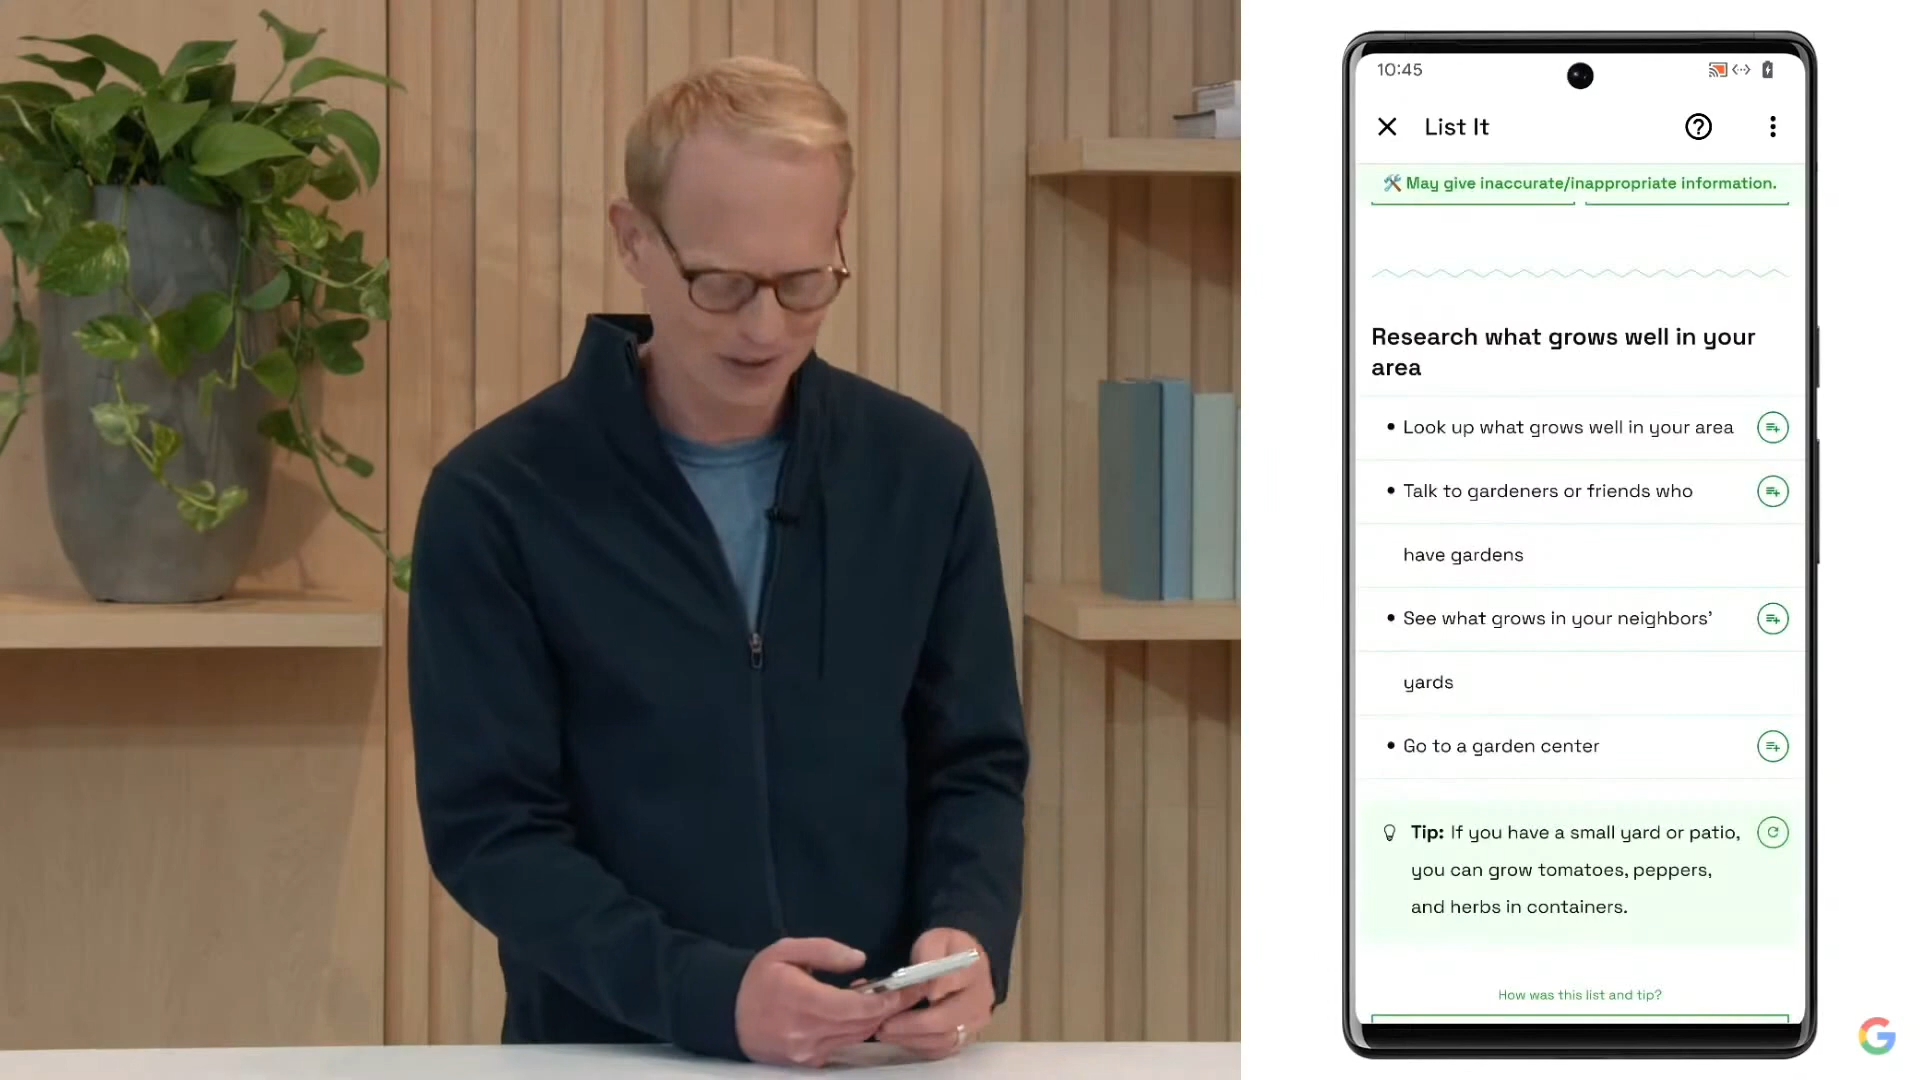 10:45
List It
🛠 May give inaccurate/inappropriate information.
Research what grows well in your
area
• Look up what grows well in your area
• Talk to gardeners or friends who
have gardens
• See what grows in your neighbors’
yards
• Go to a garden center
Tip: If you have a small yard or patio,
you can grow tomatoes, peppers,
and herbs in containers.
How was this list and tip?
G